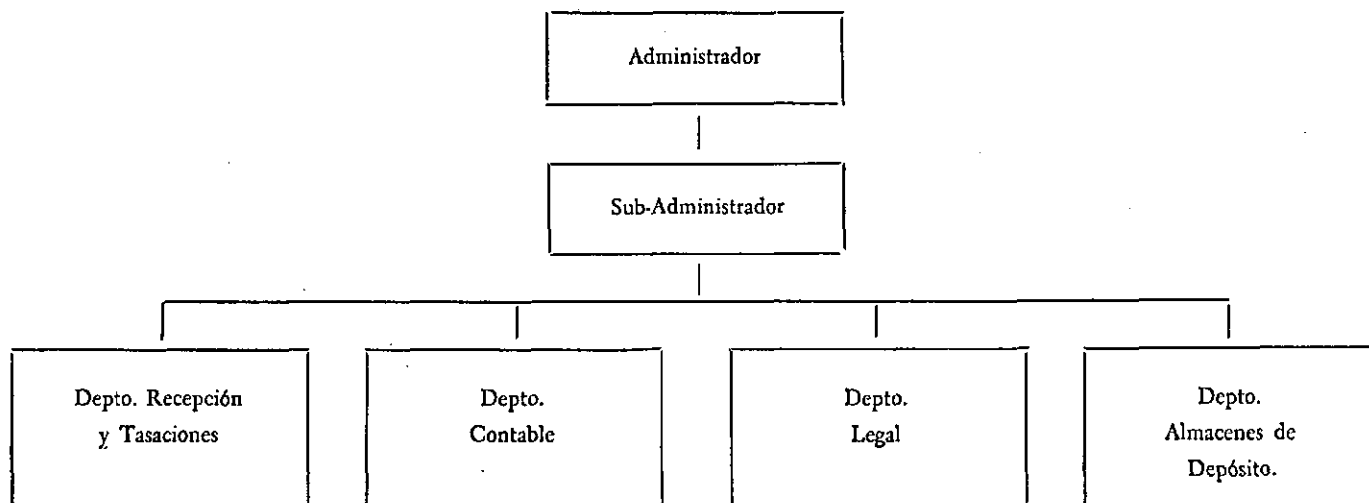 Administrador
Sub-Administrador
Depto. Recepción
y Tasaciones
Depto.
Contable
Depto.
Legal
Depto.
Almacenes de
Depósito.